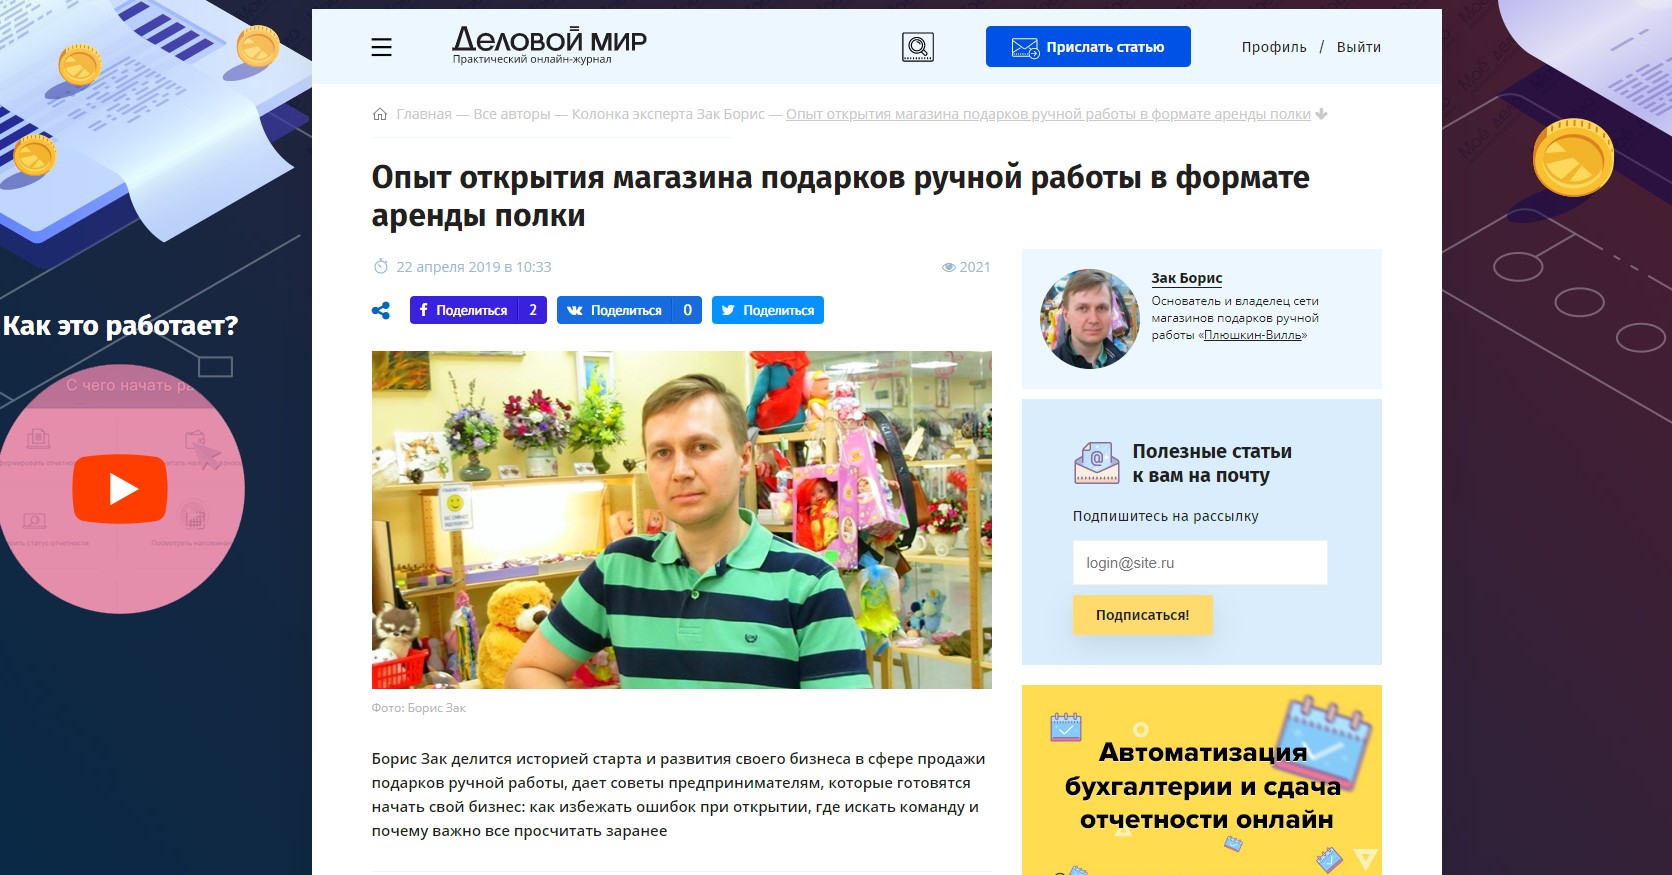 Деловой мир
Практический онлайн-журнал
Прислать статью
Профиль / Выйти
Главная — Все авторы — Колонка эксперта Зак Борис — Опыт открытия магазина подарков ручной работы в формате аренды полки
Опыт открытия магазина подарков ручной работы в формате
аренды полки
22 апреля 2019 в 10:33
2021
Поделиться 2
Поделиться 0
Поделиться
Фото: Борис Зак
Борис Зак делится историей старта и развития своего бизнеса в сфере продажи
подарков ручной работы, дает советы предпринимателям, которые готовятся
начать свой бизнес: как избежать ошибок при открытии, где искать команду и
почему важно все просчитать заранее
Зак Борис
Основатель и владелец сети
магазинов подарков ручной
работы «Плюшкин-Вилль»
Полезные статьи
к вам на почту
Подпишитесь на рассылку
login@site.ru
Подписаться!
Автоматизация
бухгалтерии и сдача
отчетности онлайн
Как это работает?
С чего начать